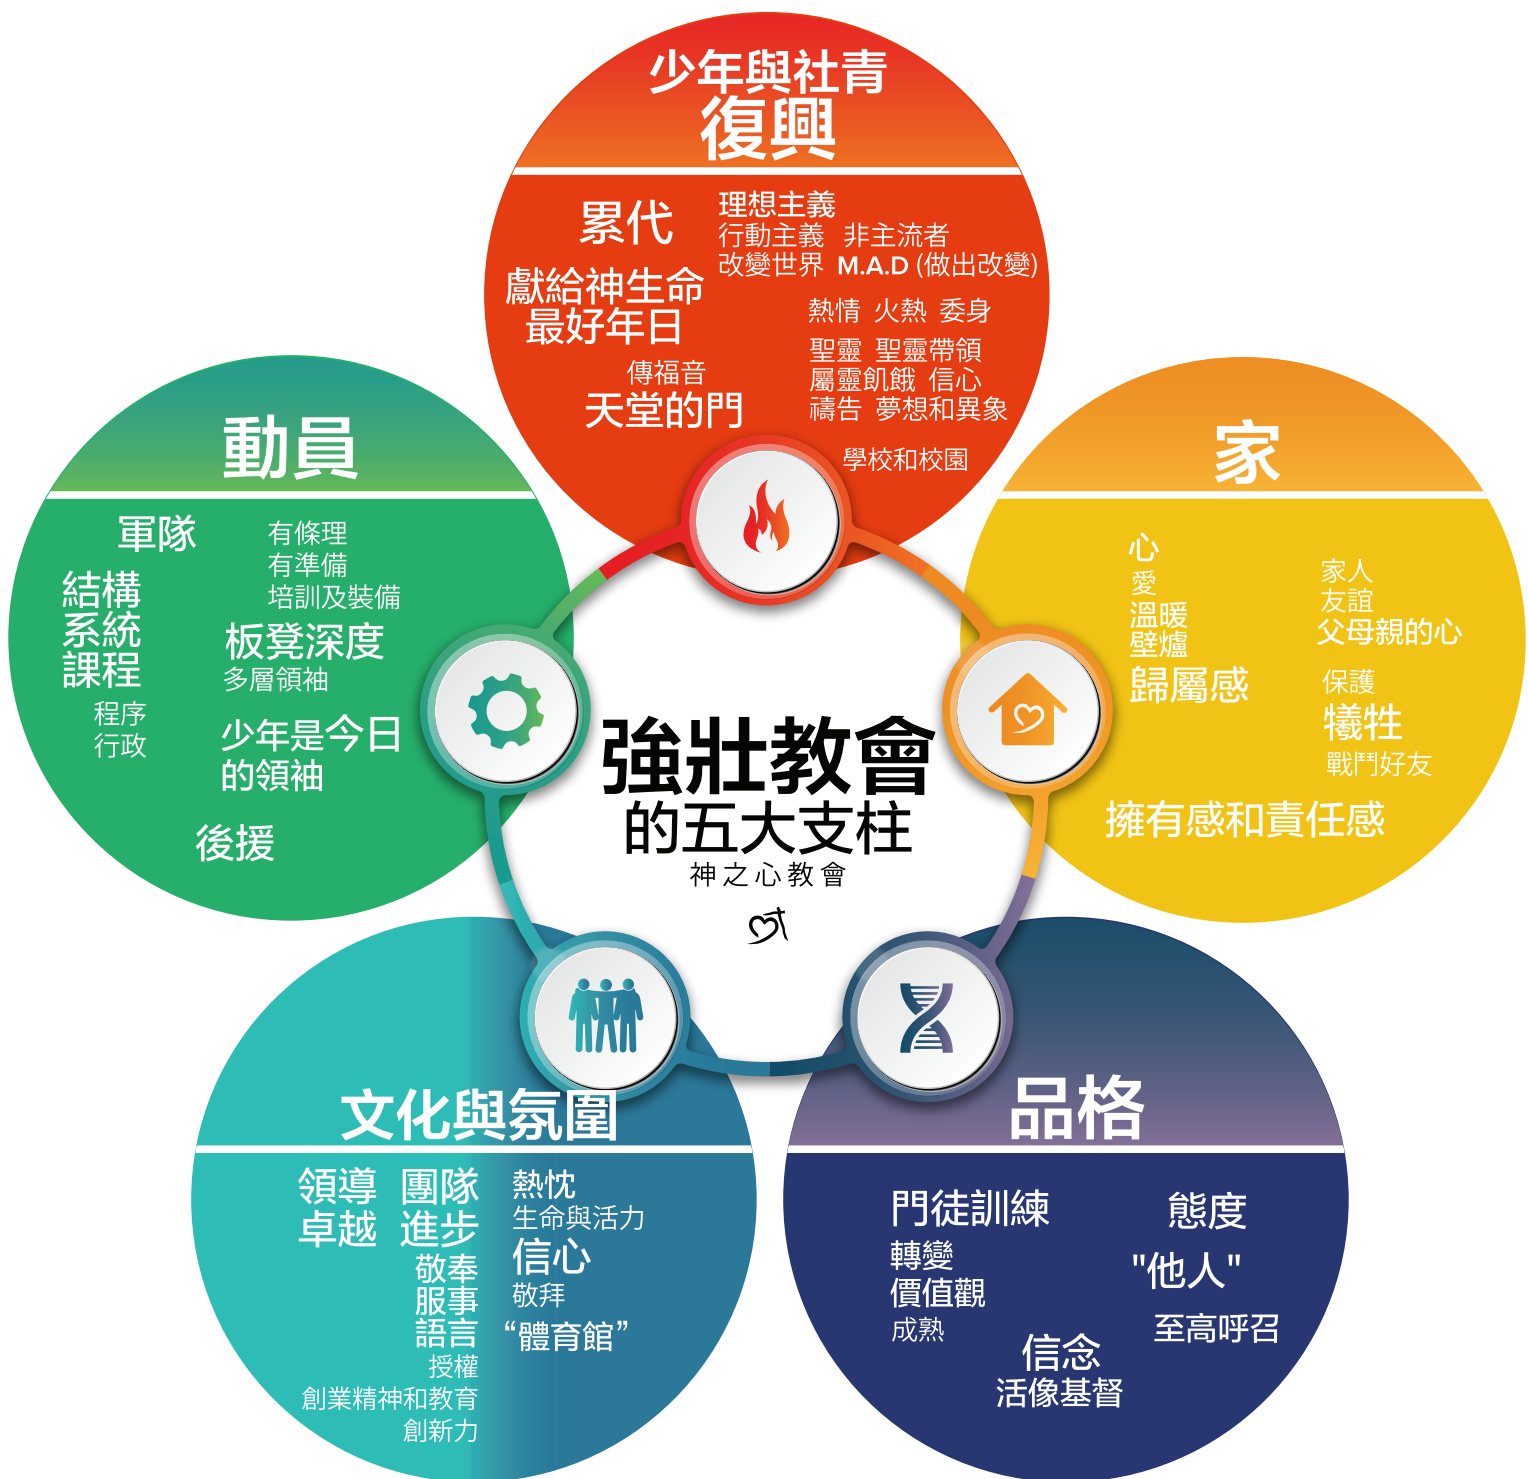 少年與社青
復興
累代
獻給神生命
最好年日
傳福音
天堂的門
理想主義
行動主義 非主流者
改變世界 M.A.D (做出改變)
熱情 火熱 委身
聖靈 聖靈帶領
屬靈飢餓 信心
禱告 夢想和異象
學校和校園
動員
軍隊
結構
系統
課程
程序
行政
有條理
有準備
培訓及裝備
板凳深度
多層領袖
少年是今日
的領袖
後援
家
心
愛
溫暖
壁爐
歸屬感
家人
友誼
父母親的心
保護
犧牲
戰鬥好友
擁有感和責任感
強壯教會
的五大支柱
神之心教會
文化與氛圍
領導 團隊
卓越 進步
敬奉
服事
語言
授權
創業精神和教育
創新力
熱忱
生命與活力
信心
敬拜
“體育館”
品格
門徒訓練
轉變
價值觀
成熟
態度
"他人"
至高呼召
信念
活像基督